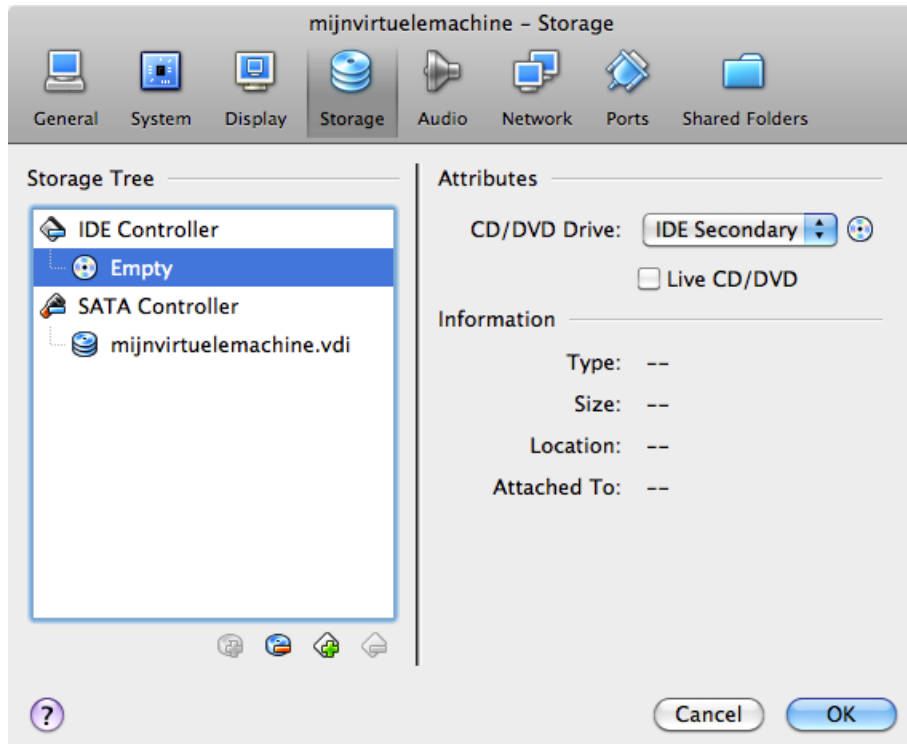 mijnvirtuelemachine – Storage
General System Display Storage Audio Network Ports Shared Folders
Storage Tree
IDE Controller
Empty
SATA Controller
mijnvirtuelemachine.vdi
Attributes
CD/DVD Drive: IDE Secondary
Live CD/DVD
Information
Type: --
Size: --
Location: --
Attached To: --
?
Cancel OK